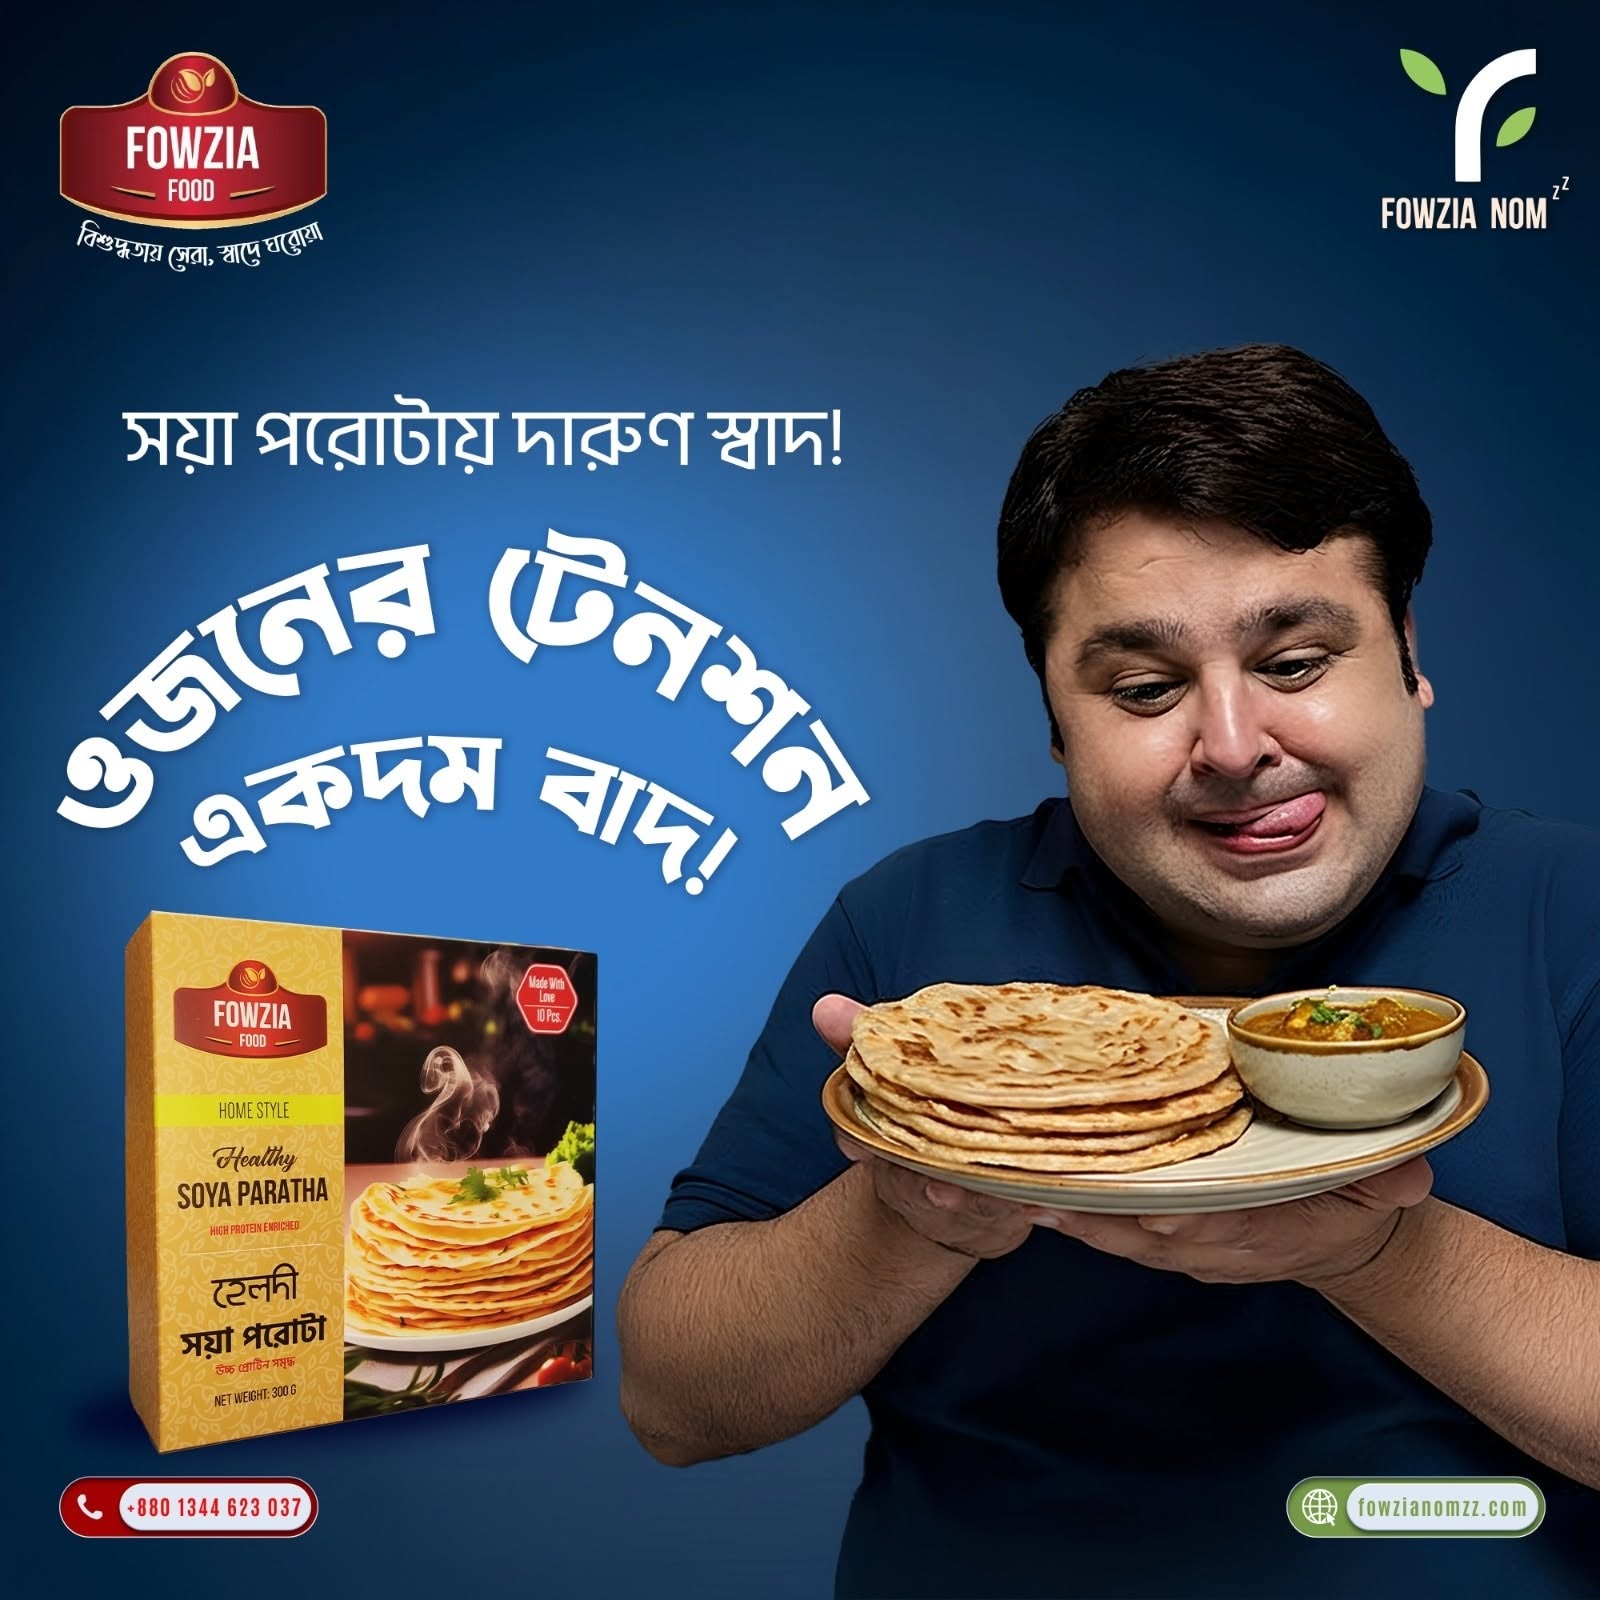 FOWZIA
FOOD
বিশুদ্ধতায় সেরা, স্বাদে ঘরোয়া
FOWZIA NOM zz
সয়া পরোটায় দারুণ স্বাদ!
ওজনের টেনশন
একদম বাদ!
FOWZIA
FOOD
HOME STYLE
Healthy
SOYA PARATHA
HIGH PROTEIN ENRICHED
হেলদী
সয়া পরোটা
উচ্চ প্রোটিন সমৃদ্ধ
NET WEIGHT: 300 G
Made With
Love
10 Pcs.
+880 1344 623 037
fowzianomzz.com